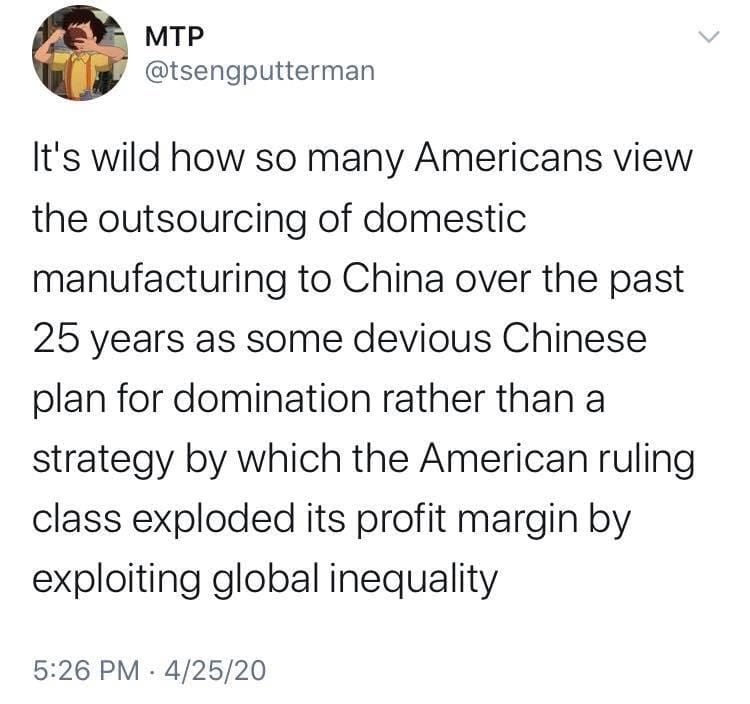 MTP
@tsengputterman
It's wild how so many Americans view
the outsourcing of domestic
manufacturing to China over the past
25 years as some devious Chinese
plan for domination rather than a
strategy by which the American ruling
class exploded its profit margin by
exploiting global inequality
5:26 PM · 4/25/20